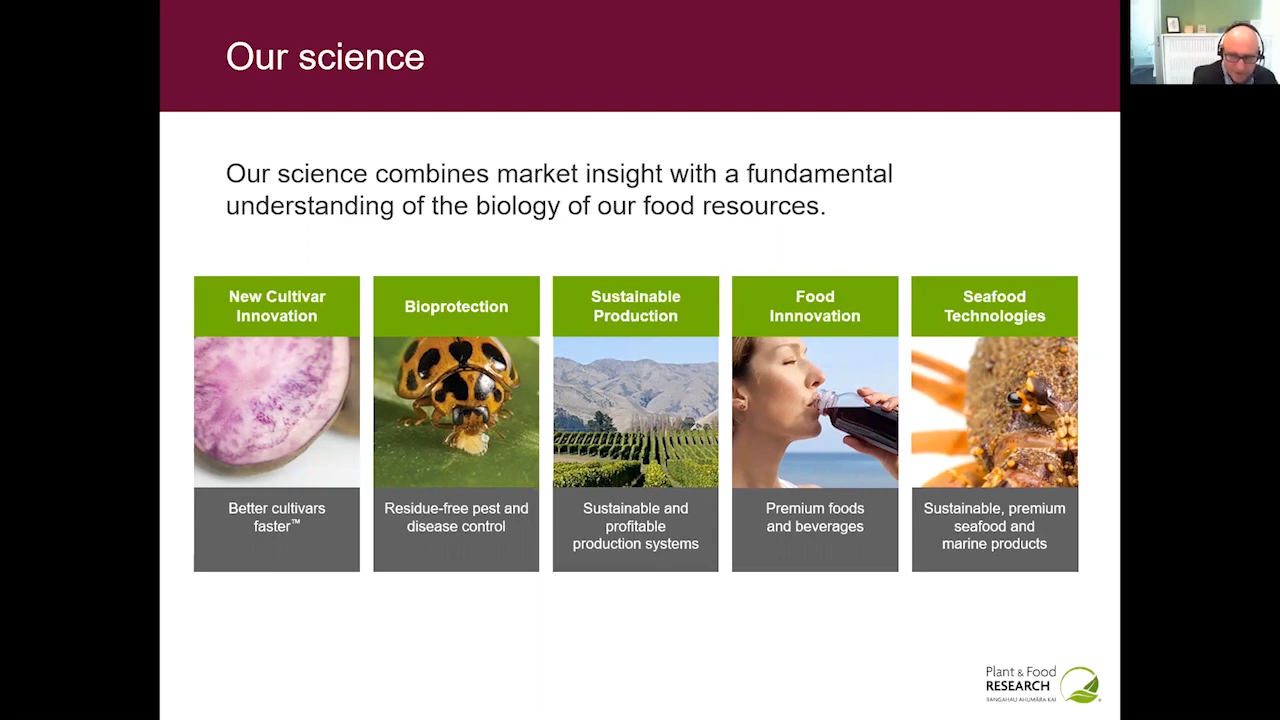 Our science
Our science combines market insight with a fundamental
understanding of the biology of our food resources.
New Cultivar
Innovation
Bioprotection
Sustainable
Production
Food
Innnovation
Seafood
Technologies
Better cultivars
faster™
Residue-free pest and
disease control
Sustainable and
profitable
production systems
Premium foods
and beverages
Sustainable, premium
seafood and
marine products
Plant & Food
RESEARCH
RANGAHAU AHUMĀRA KAI